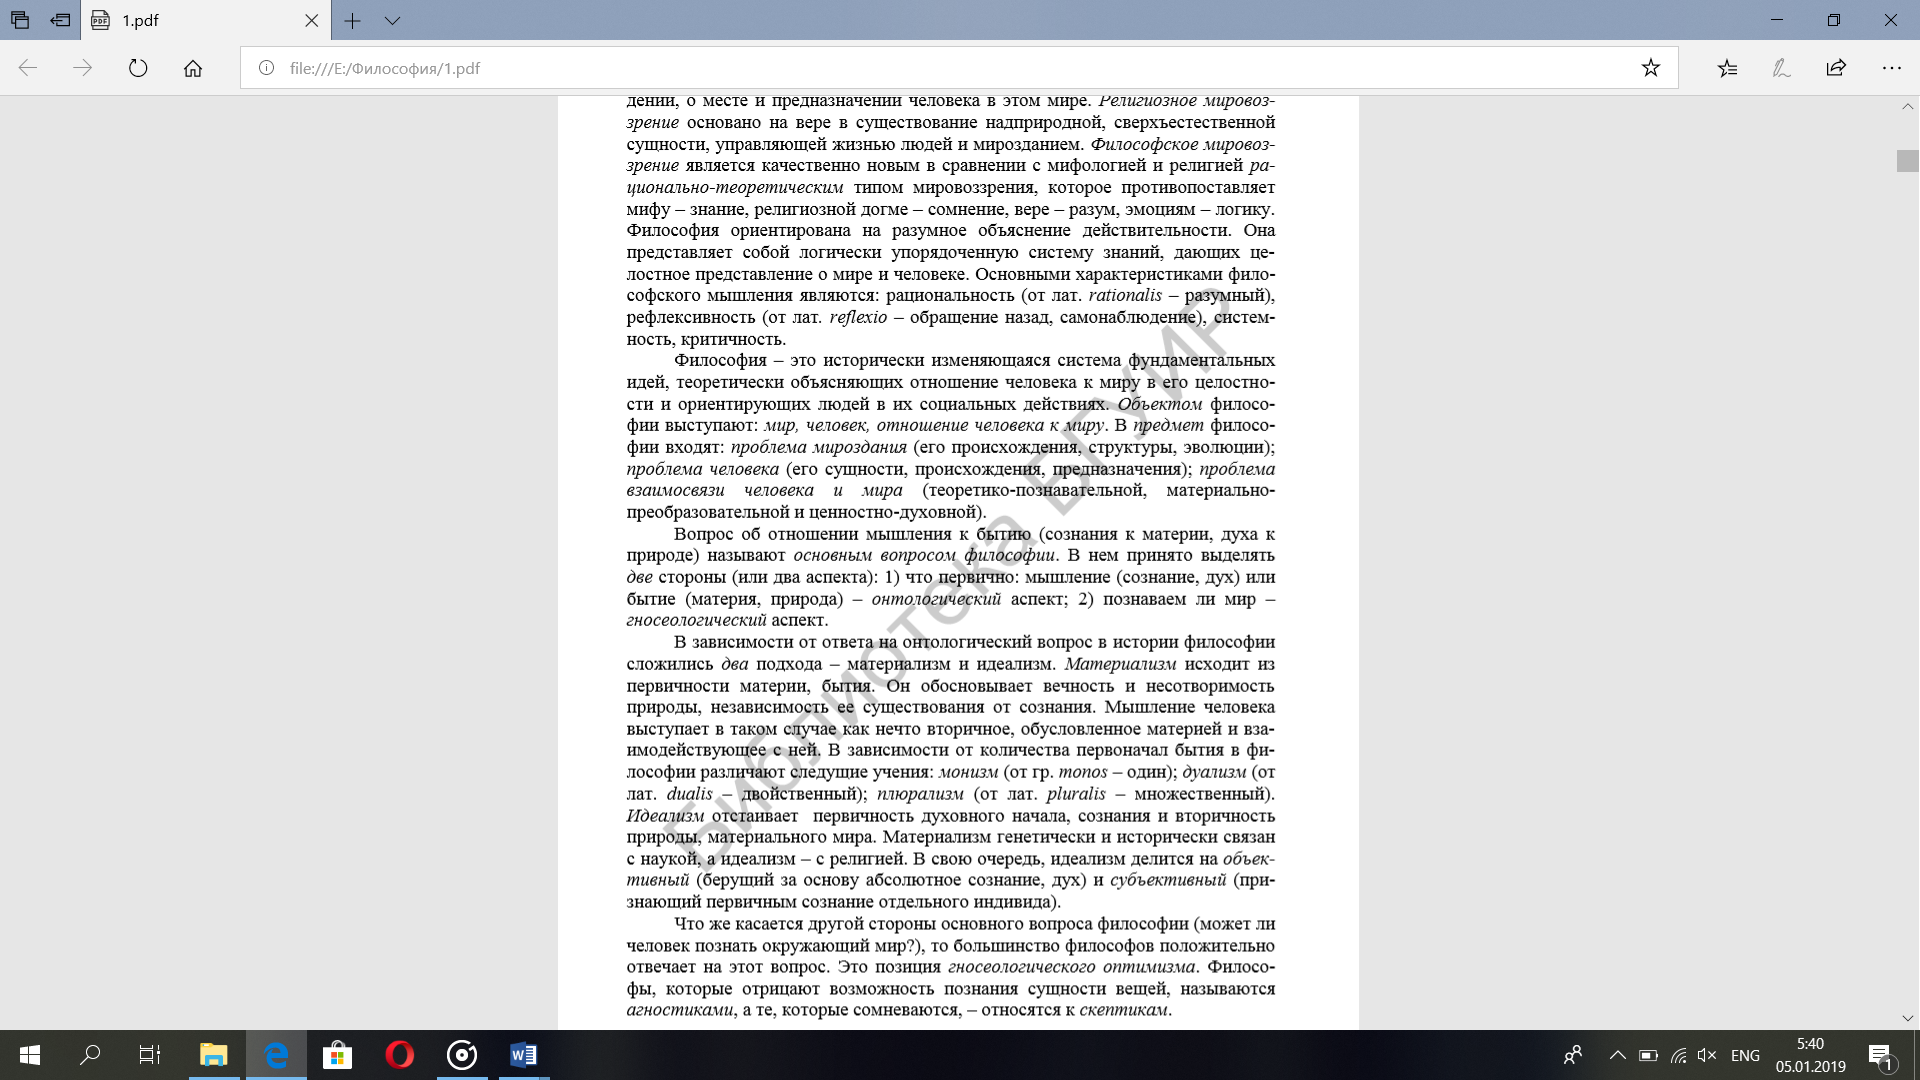 1.pdf
file:///E:/Философия/1.pdf
дении, о месте и предназначении человека в этом мире. Религиозное мировоз-
зрение основано на вере в существование надприродной, сверхъестественной
сущности, управляющей жизнью людей и мирозданием. Философское мировоз-
зрение является качественно новым в сравнении с мифологией и религией ра-
ционально-теоретическим типом мировоззрения, которое противопоставляет
мифу – знание, религиозной догме – сомнение, вере – разум, эмоциям – логику.
Философия ориентирована на разумное объяснение действительности. Она
представляет собой логически упорядоченную систему знаний, дающих це-
лостное представление о мире и человеке. Основными характеристиками фило-
софского мышления являются: рациональность (от лат. rationalis – разумный),
рефлексивность (от лат. reflexio – обращение назад, самонаблюдение), систем-
ность, критичность.
Философия – это исторически изменяющаяся система фундаментальных
идей, теоретически объясняющих отношение человека к миру в его целостно-
сти и ориентирующих людей в их социальных действиях. Объектом филосо-
фии выступают: мир, человек, отношение человека к миру. В предмет филосо-
фии входят: проблема мироздания (его происхождения, структуры, эволюции);
проблема человека (его сущности, происхождения, предназначения); проблема
взаимосвязи человека и мира (теоретико-познавательной, материально-
преобразовательной и ценностно-духовной).
Вопрос об отношении мышления к бытию (сознания к материи, духа к
природе) называют основным вопросом философии. В нем принято выделять
две стороны (или два аспекта): 1) что первично: мышление (сознание, дух) или
бытие (материя, природа) – онтологический аспект; 2) познаваем ли мир –
гносеологический аспект.
В зависимости от ответа на онтологический вопрос в истории философии
сложились два подхода – материализм и идеализм. Материализм исходит из
первичности материи, бытия. Он обосновывает вечность и несотворимость
природы, независимость ее существования от сознания. Мышление человека
выступает в таком случае как нечто вторичное, обусловленное материей и вза-
имодействующее с ней. В зависимости от количества первоначал бытия в фи-
лософии различают следущие учения: монизм (от гр. monos – один); дуализм (от
лат. dualis – двойственный); плюрализм (от лат. pluralis – множественный).
Идеализм отстаивает первичность духовного начала, сознания и вторичность
природы, материального мира. Материализм генетически и исторически связан
с наукой, а идеализм – с религией. В свою очередь, идеализм делится на объек-
тивный (берущий за основу абсолютное сознание, дух) и субъективный (при-
знающий первичным сознание отдельного индивида).
Что же касается другой стороны основного вопроса философии (может ли
человек познать окружающий мир?), то большинство философов положительно
отвечает на этот вопрос. Это позиция гносеологического оптимизма. Филосо-
фы, которые отрицают возможность познания сущности вещей, называются
агностиками, а те, которые сомневаются, – относятся к скептикам.
Библиотека БГУИР
ENG
5:40
05.01.2019
1